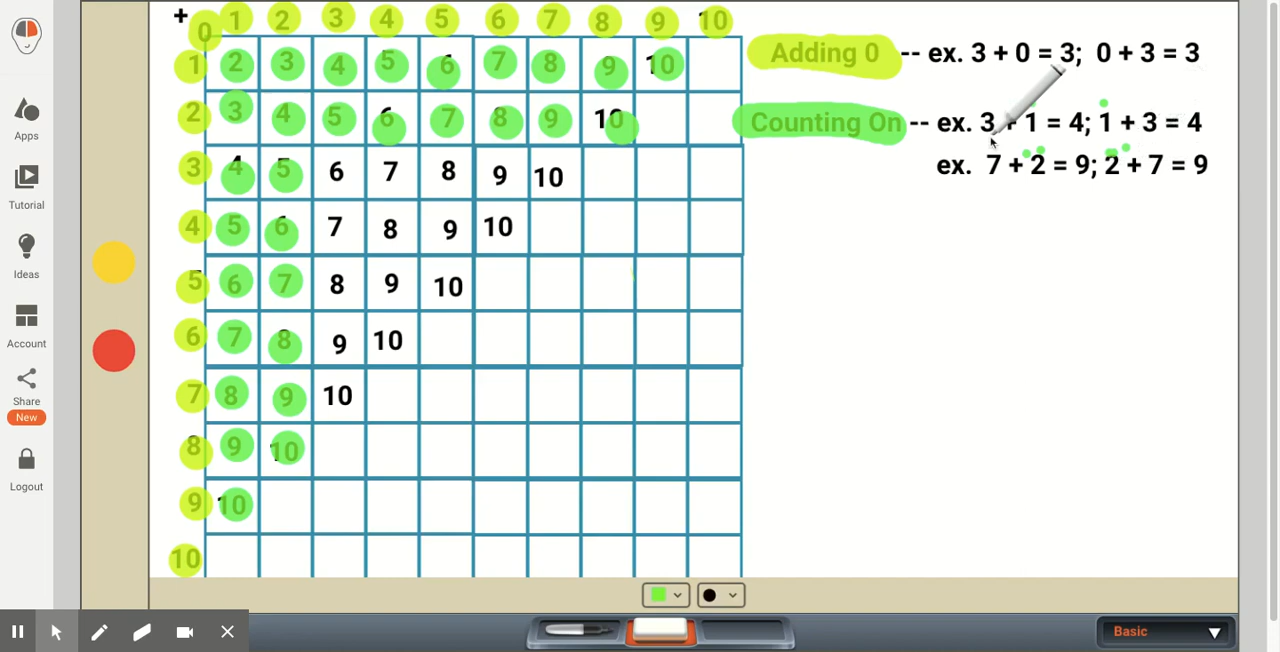 Apps
Tutorial
Ideas
Account
Share
New
Logout
+ 0 1 2 3 4 5 6 7 8 9 10
1 2 3 4 5 6 7 8 9 10
2 3 4 5 6 7 8 9 10
3 4 5 6 7 8 9 10
4 5 6 7 8 9 10
5 6 7 8 9 10
6 7 8 9 10
7 8 9 10
8 9 10
9 10
10
Adding 0 -- ex. 3 + 0 = 3; 0 + 3 = 3
Counting On -- ex. 3 + 1 = 4; 1 + 3 = 4
ex. 7 + 2 = 9; 2 + 7 = 9
Basic